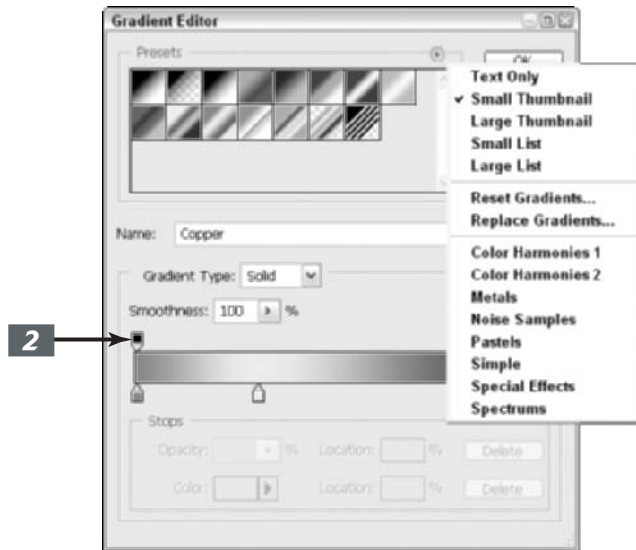 Gradient Editor
Presets
OK
Text Only
Small Thumbnail
Large Thumbnail
Small List
Large List
Reset Gradients...
Replace Gradients...
Color Harmonies 1
Color Harmonies 2
Metals
Noise Samples
Pastels
Simple
Special Effects
Spectrums
Name: Copper
Gradient Type: Solid
Smoothness: 100 %
2
Stops
Opacity: % Location: % Delete
Color: Location: % Delete